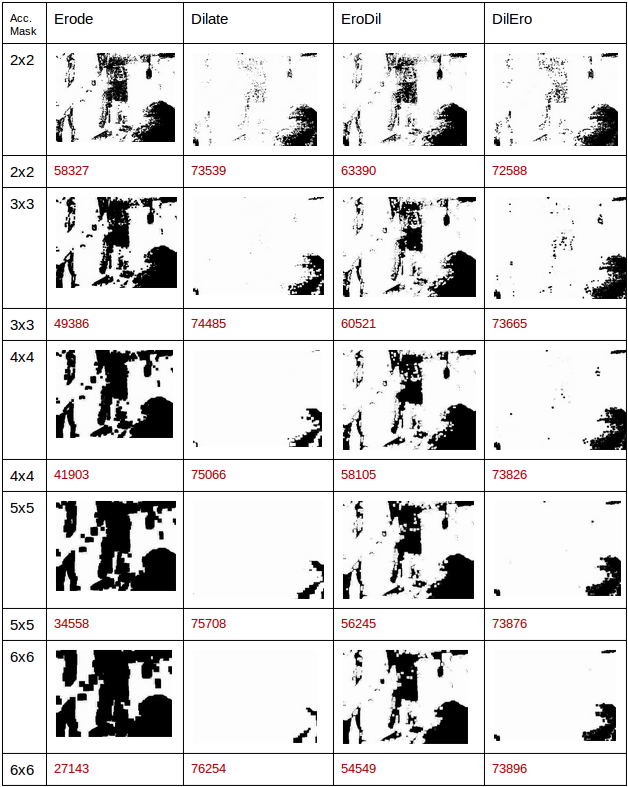 Acc. Mask Erode Dilate EroDil DilEro
2x2
2x2 58327 73539 63390 72588
3x3
3x3 49386 74485 60521 73665
4x4
4x4 41903 75066 58105 73826
5x5
5x5 34558 75708 56245 73876
6x6
6x6 27143 76254 54549 73896